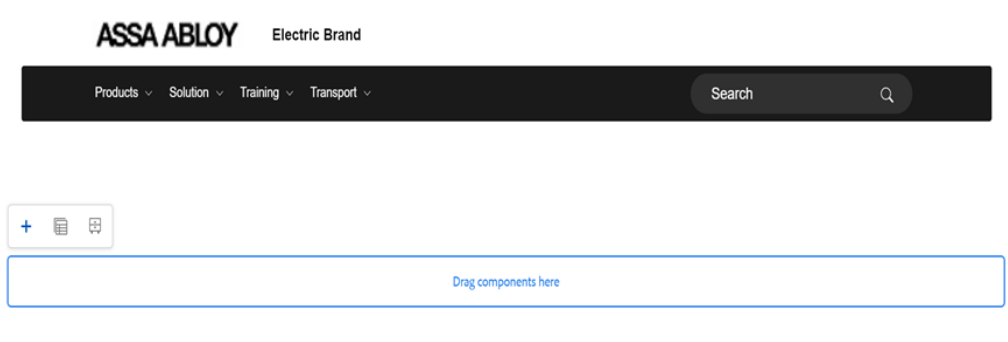 ASSA ABLOY Electric Brand
Products Solution Training Transport Search
Drag components here